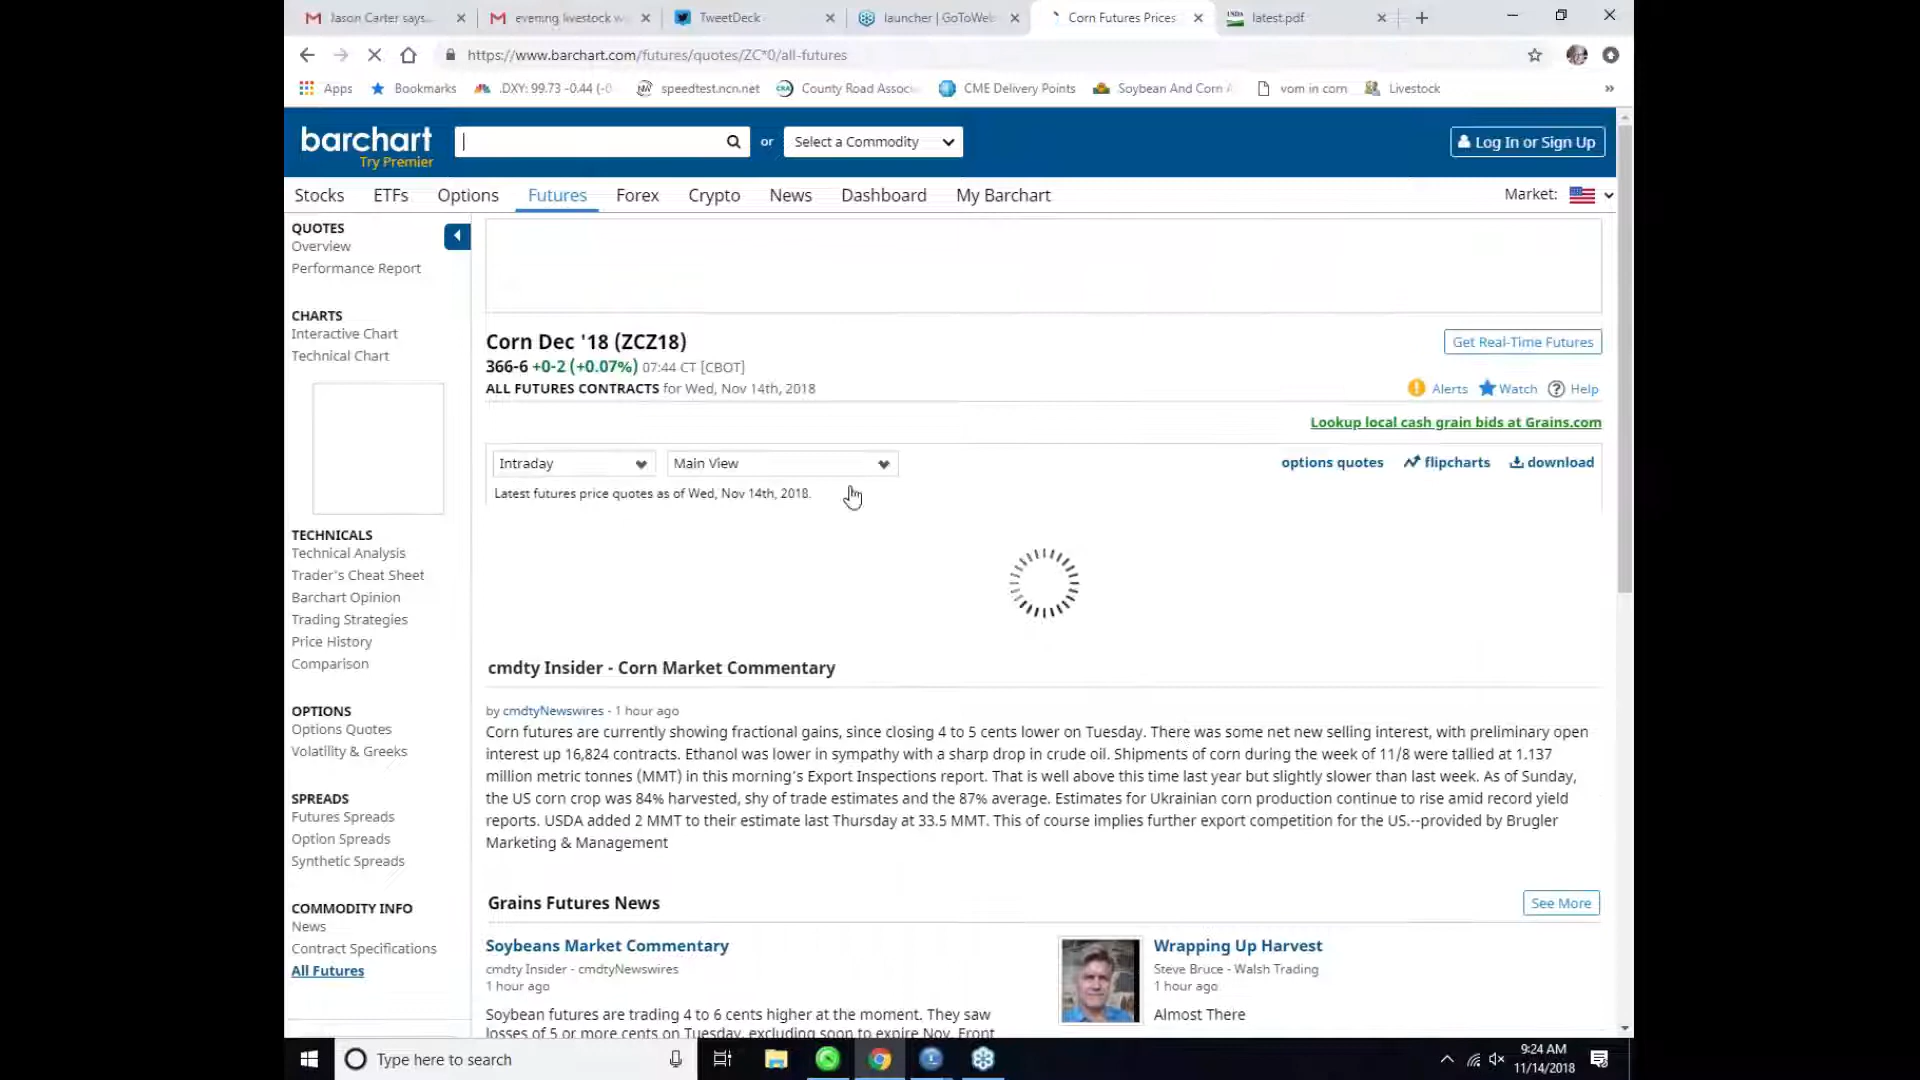 Jason Carter says...
evening livestock w
TweetDeck
launcher | GoToWeb
Corn Futures Prices
latest.pdf
https://www.barchart.com/futures/quotes/ZC*0/all-futures
Apps
Bookmarks
.DXY: 99.73 -0.44 (-0
speedtest.ncn.net
County Road Associ
CME Delivery Points
Soybean And Corn
vom in corn
Livestock
»
barchart
Try Premier
or
Select a Commodity
Log In or Sign Up
Stocks
ETFs
Options
Futures
Forex
Crypto
News
Dashboard
My Barchart
Market:
QUOTES
Overview
Performance Report
CHARTS
Interactive Chart
Technical Chart
TECHNICALS
Technical Analysis
Trader's Cheat Sheet
Barchart Opinion
Trading Strategies
Price History
Comparison
OPTIONS
Options Quotes
Volatility & Greeks
SPREADS
Futures Spreads
Option Spreads
Synthetic Spreads
COMMODITY INFO
News
Contract Specifications
All Futures
Corn Dec '18 (ZCZ18)
366-6 +0-2 (+0.07%) 07:44 CT [CBOT]
ALL FUTURES CONTRACTS for Wed, Nov 14th, 2018
Get Real-Time Futures
Alerts
Watch
Help
Lookup local cash grain bids at Grains.com
Intraday
Main View
options quotes
flipcharts
download
Latest futures price quotes as of Wed, Nov 14th, 2018.
cmdty Insider - Corn Market Commentary
by cmdtyNewswires - 1 hour ago
Corn futures are currently showing fractional gains, since closing 4 to 5 cents lower on Tuesday. There was some net new selling interest, with preliminary open
interest up 16,824 contracts. Ethanol was lower in sympathy with a sharp drop in crude oil. Shipments of corn during the week of 11/8 were tallied at 1.137
million metric tonnes (MMT) in this morning's Export Inspections report. That is well above this time last year but slightly slower than last week. As of Sunday,
the US corn crop was 84% harvested, shy of trade estimates and the 87% average. Estimates for Ukrainian corn production continue to rise amid record yield
reports. USDA added 2 MMT to their estimate last Thursday at 33.5 MMT. This of course implies further export competition for the US.--provided by Brugler
Marketing & Management
Grains Futures News
See More
Soybeans Market Commentary
cmdty Insider - cmdtyNewswires
1 hour ago
Soybean futures are trading 4 to 6 cents higher at the moment. They saw
losses of 5 or more cents on Tuesday, excluding soon to expire Nov. Front
Wrapping Up Harvest
Steve Bruce - Walsh Trading
1 hour ago
Almost There
Type here to search
9:24 AM
11/14/2018